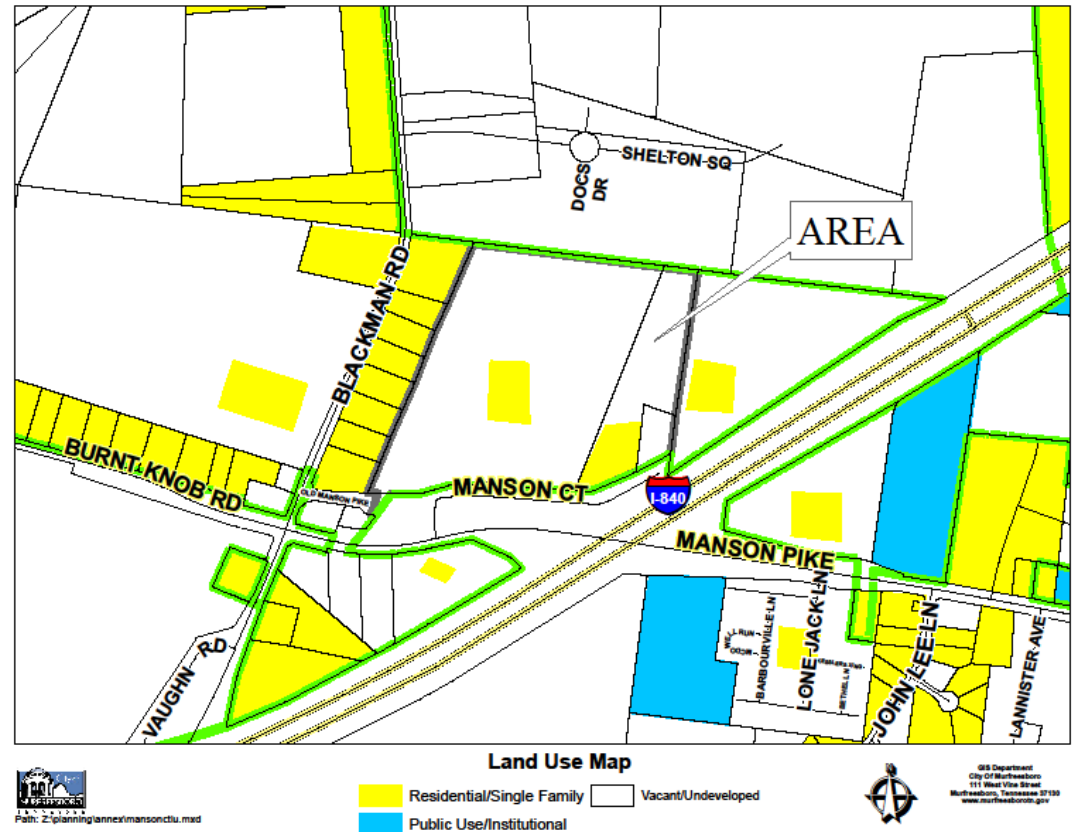 SHELTON SQ
DOCS
DR
AREA
BLACKMAN RD
BURNT KNOB RD
OLD MANSON PIKE
MANSON CT
I-840
MANSON PIKE
VAUGHN RD
BARBOURVILLE LN
LONE JACK LN
BETHEL LN
JOHN LEE LN
LANNISTER AVE
Land Use Map
Residential/Single Family
Vacant/Undeveloped
Public Use/Institutional
MURFREESBORO
Path: Z:\planning\annex\mansonctlu.mxd
GIS Department
City Of Murfreesboro
111 West Vine Street
Murfreesboro, Tennessee 37130
www.murfreesborotn.gov